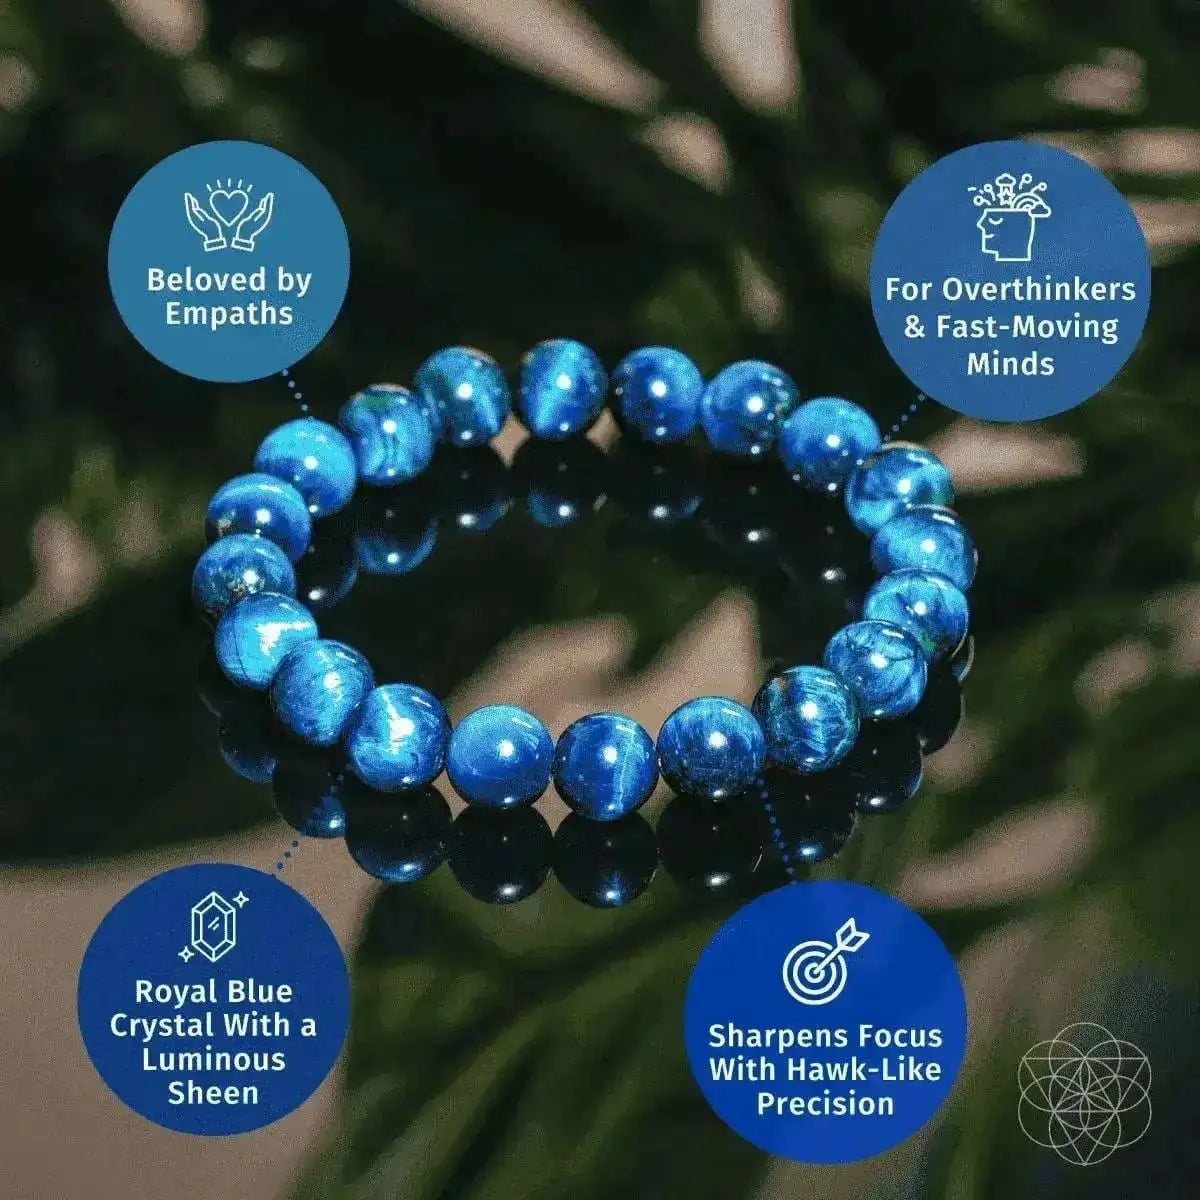 Beloved by
Empaths
For Overthinkers
& Fast-Moving
Minds
Royal Blue
Crystal With a
Luminous
Sheen
Sharpens Focus
With Hawk-Like
Precision